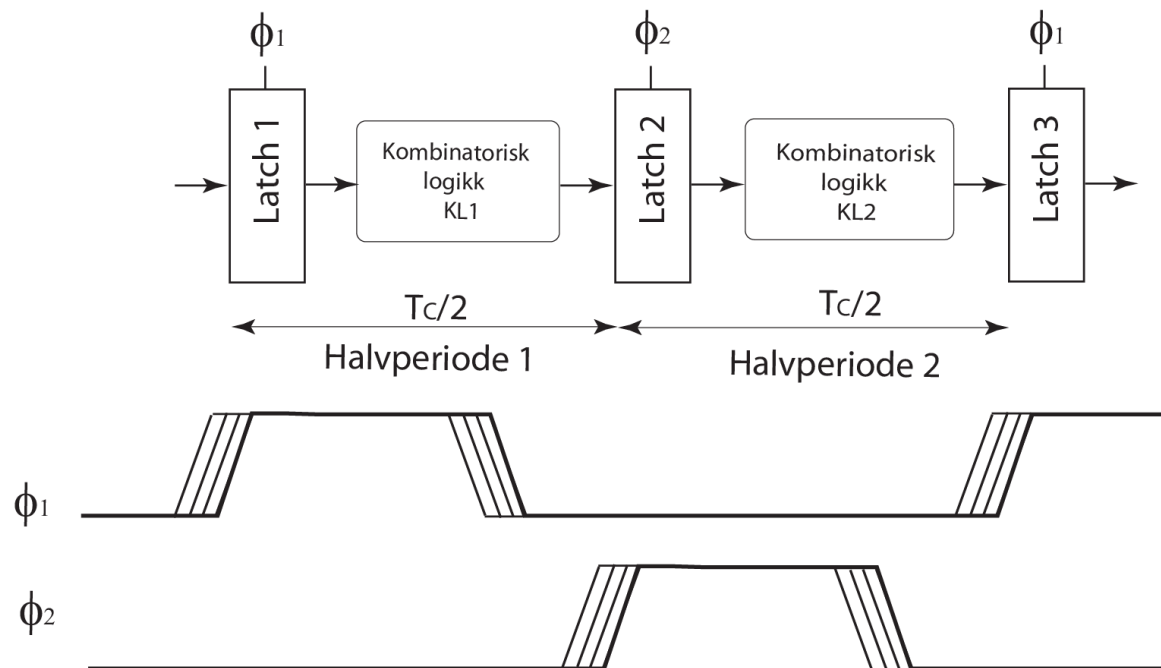 ϕ1
ϕ2
ϕ1
Latch 1
Kombinatorisk
logikk
KL1
Latch 2
Kombinatorisk
logikk
KL2
Latch 3
TC/2
TC/2
Halvperiode 1
Halvperiode 2
ϕ1
ϕ2